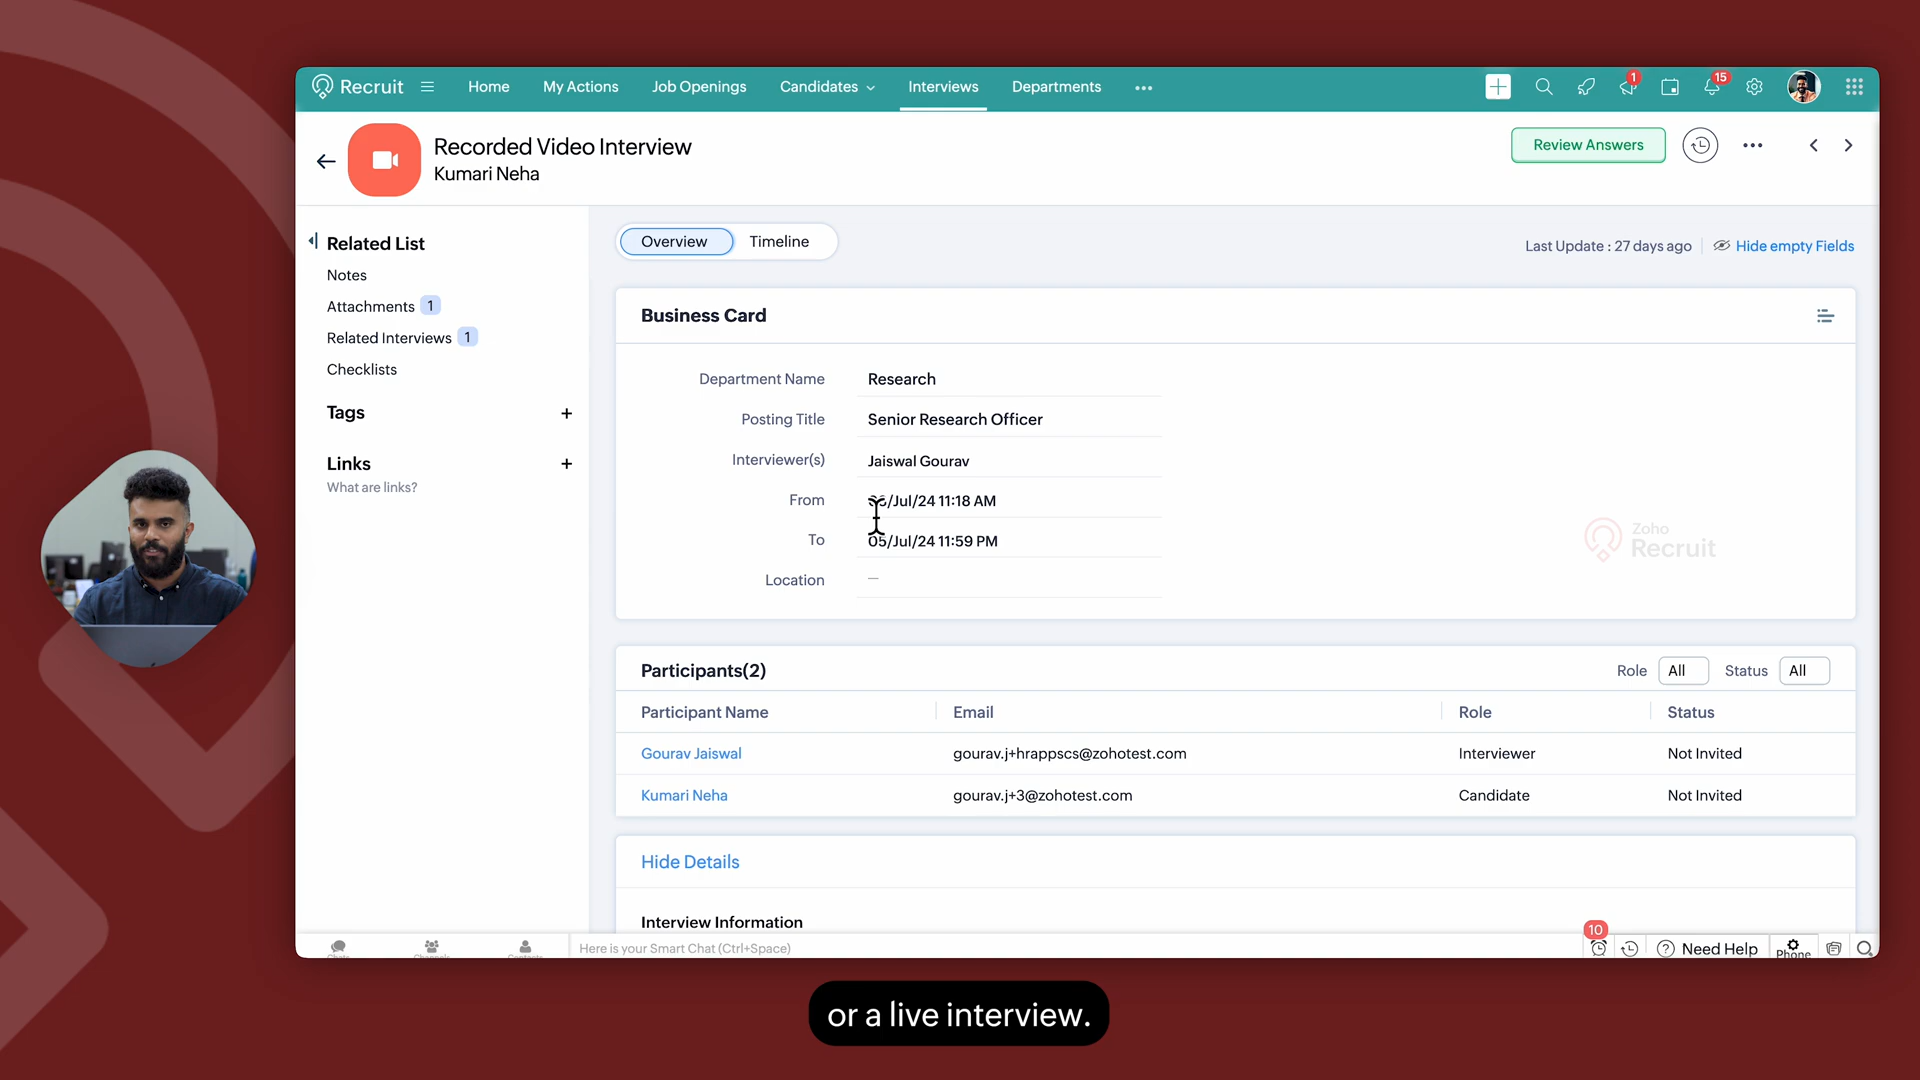 Recruit
Home
My Actions
Job Openings
Candidates
Interviews
Departments
1
15
Recorded Video Interview
Kumari Neha
Review Answers
Related List
Notes
Attachments 1
Related Interviews 1
Checklists
Tags +
Links +
What are links?
Overview
Timeline
Last Update : 27 days ago
Hide empty Fields
Business Card
Department Name Research
Posting Title Senior Research Officer
Interviewer(s) Jaiswal Gourav
From /Jul/24 11:18 AM
To 05/Jul/24 11:59 PM
Location —
Zoho
Recruit
Participants(2)
Role All Status All
Participant Name Email Role Status
Gourav Jaiswal gourav.j+hrappscs@zohotest.com Interviewer Not Invited
Kumari Neha gourav.j+3@zohotest.com Candidate Not Invited
Hide Details
Interview Information
Here is your Smart Chat (Ctrl+Space)
10
Need Help
Phone
or a live interview.